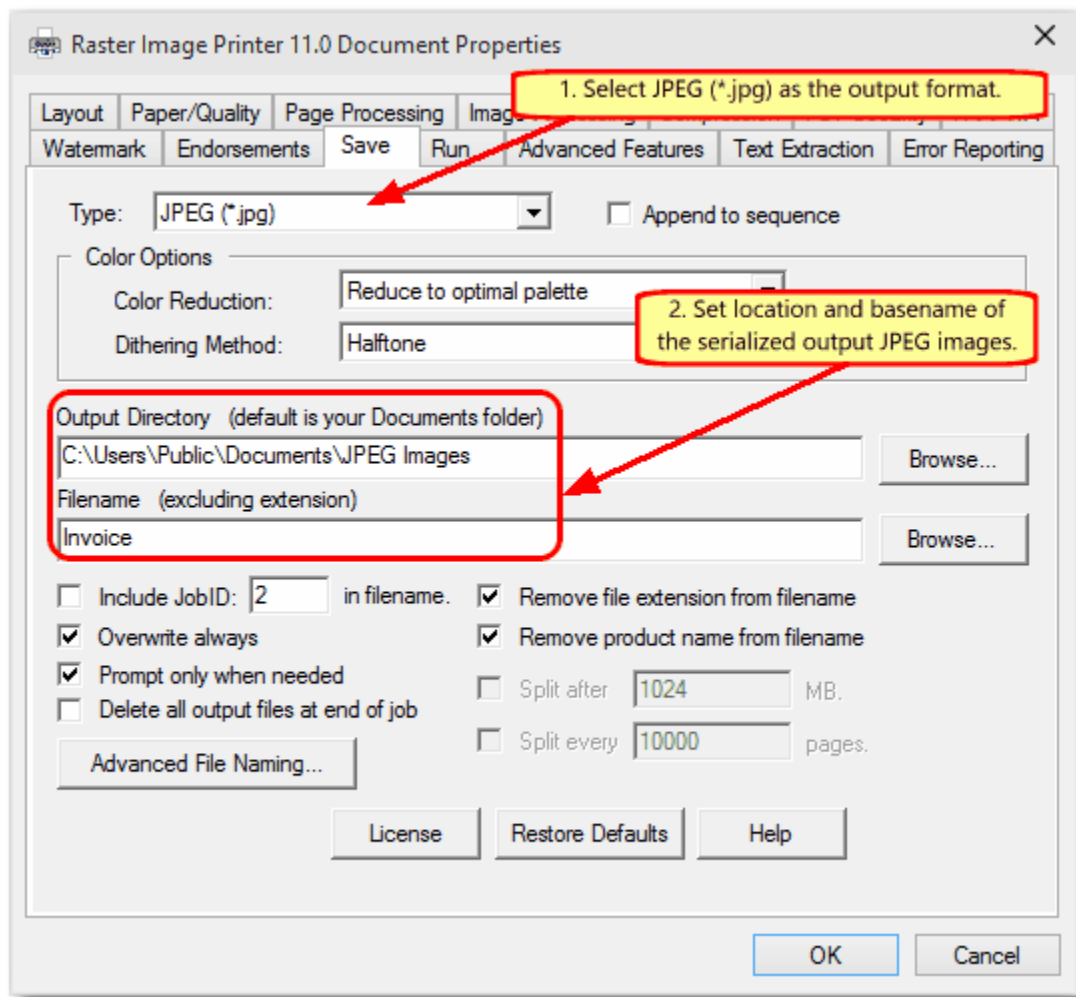 Raster Image Printer 11.0 Document Properties
1. Select JPEG (*.jpg) as the output format.
Layout Paper/Quality Page Processing
Watermark Endorsements Save Run Advanced Features Text Extraction Error Reporting
Type: JPEG (*.jpg) Append to sequence
Color Options
Color Reduction: Reduce to optimal palette
2. Set location and basename of
the serialized output JPEG images.
Dithering Method: Halftone
Output Directory (default is your Documents folder)
C:\Users\Public\Documents\JPEG Images Browse...
Filename (excluding extension)
Invoice Browse...
Include JobID: 2 in filename. Remove file extension from filename
Overwrite always Remove product name from filename
Prompt only when needed
Split after 1024 MB.
Delete all output files at end of job
Split every 10000 pages.
Advanced File Naming...
License Restore Defaults Help
OK Cancel